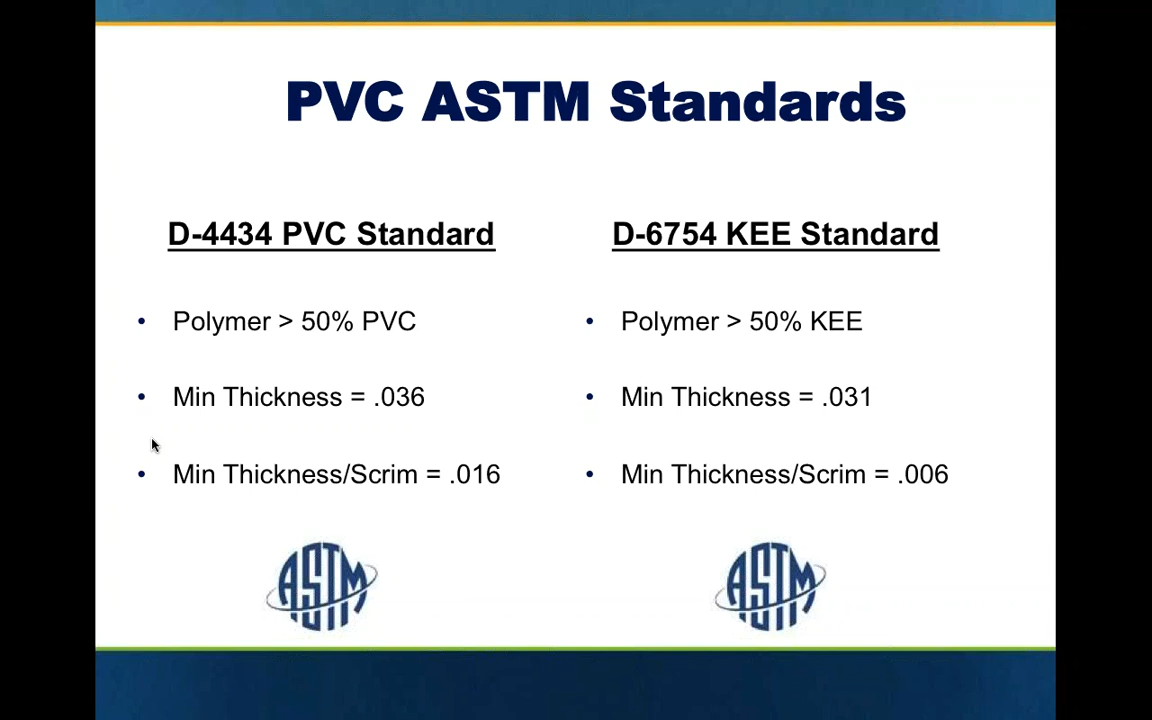 PVC ASTM Standards
D-4434 PVC Standard
• Polymer > 50% PVC
• Min Thickness = .036
• Min Thickness/Scrim = .016
ASTM
D-6754 KEE Standard
• Polymer > 50% KEE
• Min Thickness = .031
• Min Thickness/Scrim = .006
ASTM